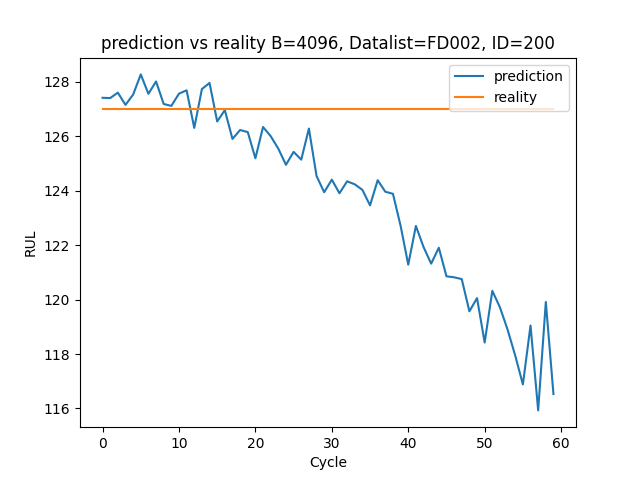 prediction vs reality B=4096, Datalist=FD002, ID=200
prediction
reality
RUL
128
126
124
122
120
118
116
0 10 20 30 40 50 60
Cycle